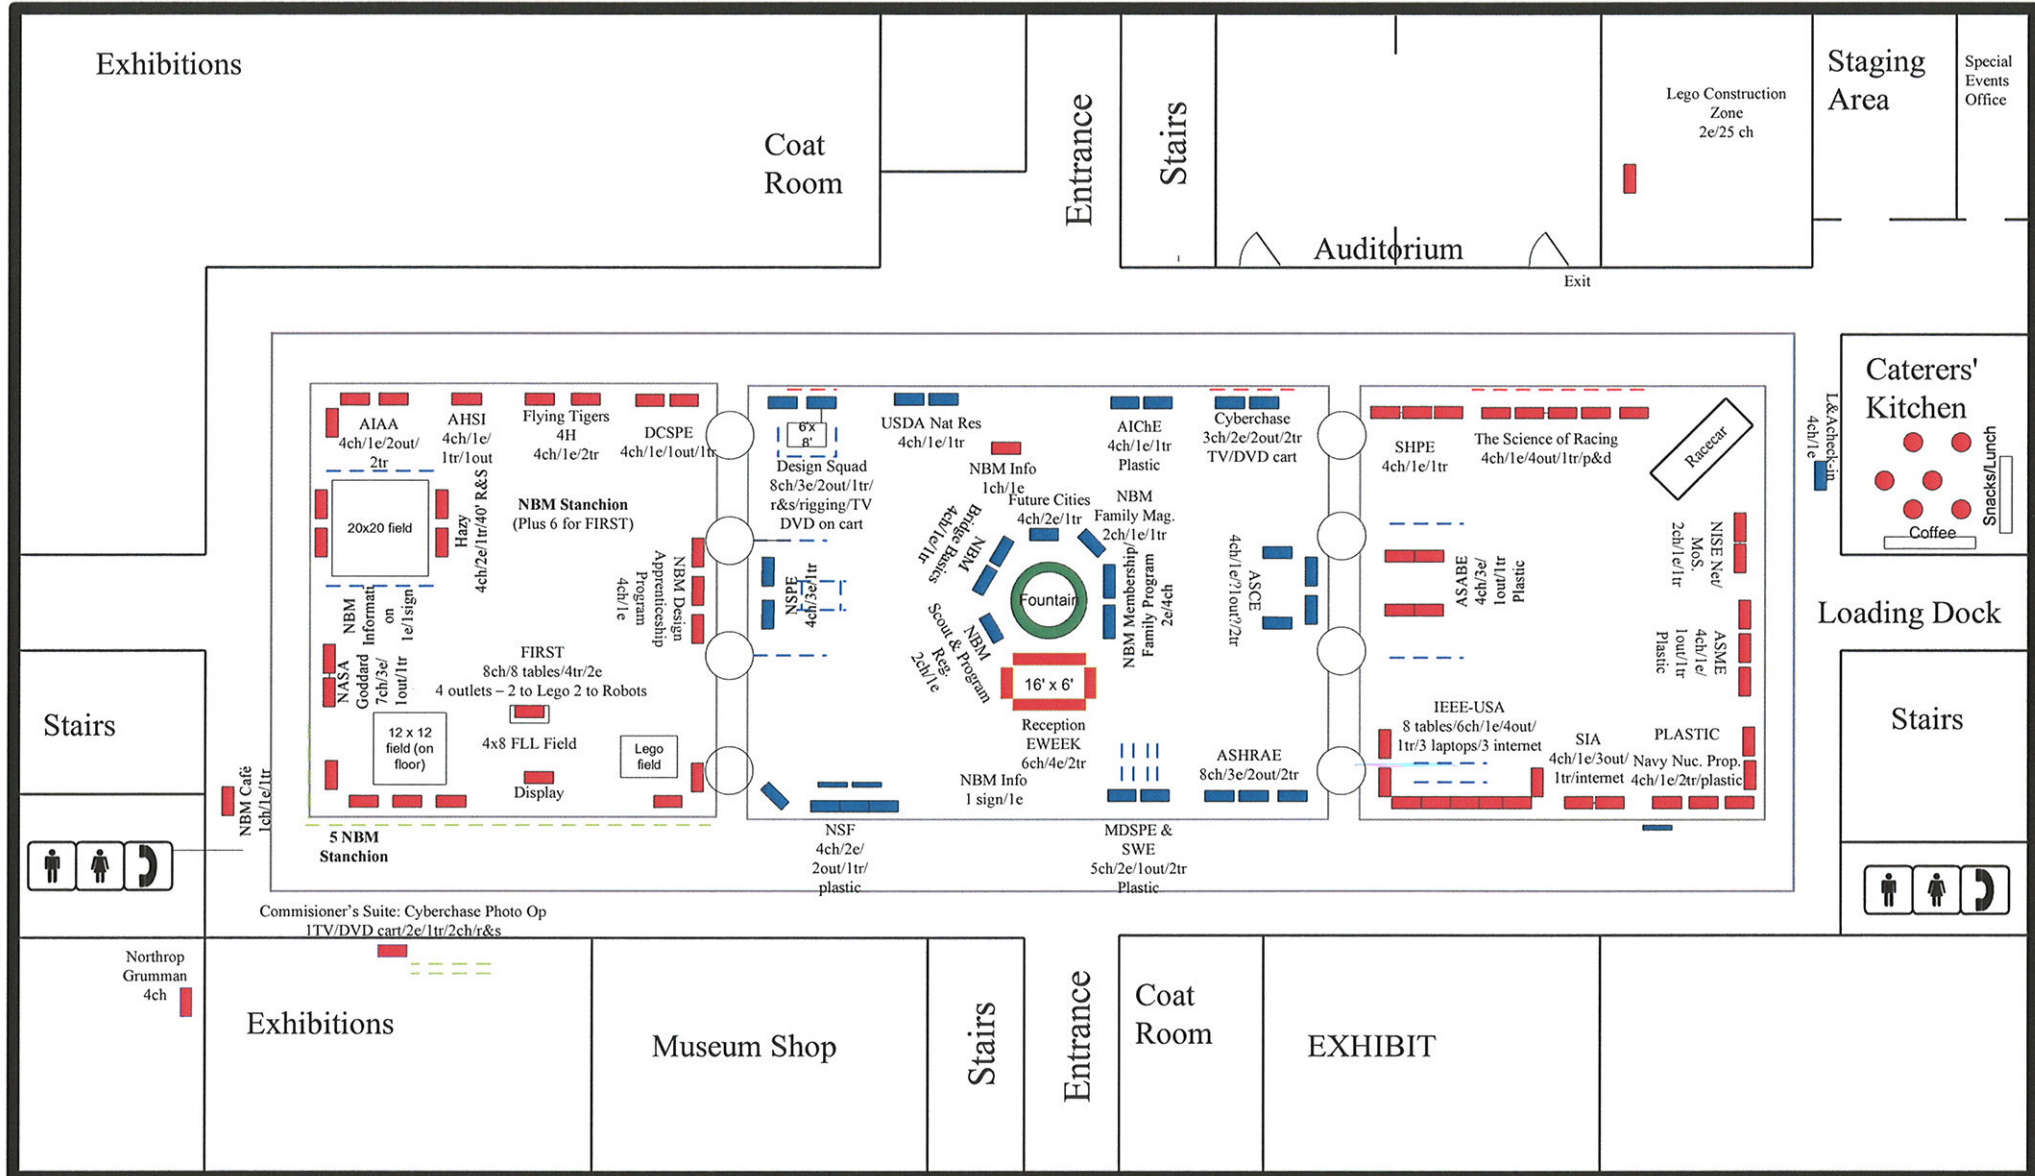 Exhibitions
Coat
Room
Entrance
Stairs
Auditorium
Exit
Lego Construction
Zone
2e/25 ch
Staging
Area
Special
Events
Office
AIAA
4ch/1e/2out/
2tr
AHSI
4ch/1e/
1tr/1out
Flying Tigers
4H
4ch/1e/2tr
DCSPE
4ch/1e/1out/1tr
20x20 field
Hazy
4ch/2e/1tr/40' R&S
NBM Stanchion
(Plus 6 for FIRST)
NBM
Informati
on
1e/1sign
NBM Design
Apprenticeship
Program
4ch/1e
NASA
Goddard
7ch/3e/
1out/1tr
FIRST
8ch/8 tables/4tr/2e
4 outlets – 2 to Lego 2 to Robots
12 x 12
field (on
floor)
4x8 FLL Field
Lego
field
Display
5 NBM
Stanchion
6'x
8'
Design Squad
8ch/3e/2out/1tr/
r&s/rigging/TV
DVD on cart
USDA Nat Res
4ch/1e/1tr
NBM Info
1ch/1e
AIChE
4ch/1e/1tr
Plastic
Cyberchase
3ch/2e/2out/2tr
TV/DVD cart
Future Cities
4ch/2e/1tr
NBM
Family Mag.
2ch/1e/1tr
NBM
Bridge Basics
4ch/1e/1tr
NSPE
4ch/3e/1tr
Fountain
NBM Membership/
Family Program
2e/4ch
ASCE
4ch/1e/?1out?/2tr
NBM
Scout & Program
Reg.
2ch/1e
16' x 6'
Reception
EWEEK
6ch/4e/2tr
NBM Info
1 sign/1e
ASHRAE
8ch/3e/2out/2tr
NSF
4ch/2e/
2out/1tr/
plastic
MDSPE &
SWE
5ch/2e/1out/2tr
Plastic
SHPE
4ch/1e/1tr
The Science of Racing
4ch/1e/4out/1tr/p&d
Racecar
ASABE
4ch/3e/
1out/1tr
Plastic
NISE Net/
MoS.
2ch/1e/1tr
ASME
4ch/1e/
1out/1tr
Plastic
IEEE-USA
8 tables/6ch/1e/4out/
1tr/3 laptops/3 internet
SIA
4ch/1e/3out/
1tr/internet
PLASTIC
Navy Nuc. Prop.
4ch/1e/2tr/plastic
L&Acheck-in
4ch/1e
Caterers'
Kitchen
Snacks/Lunch
Coffee
Loading Dock
Stairs
Stairs
NBM Café
1ch/1e/1tr
Commisioner's Suite: Cyberchase Photo Op
1TV/DVD cart/2e/1tr/2ch/r&s
Northrop
Grumman
4ch
Exhibitions
Museum Shop
Stairs
Entrance
Coat
Room
EXHIBIT